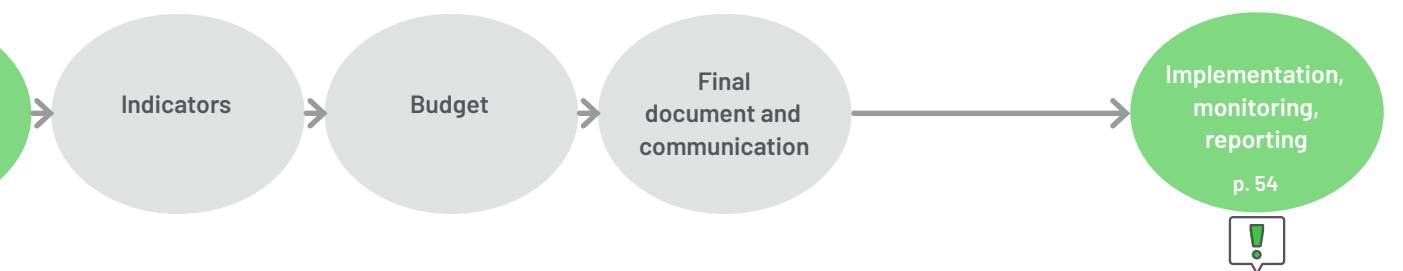 Indicators
Budget
Final
document and
communication
Implementation,
monitoring,
reporting
p. 54